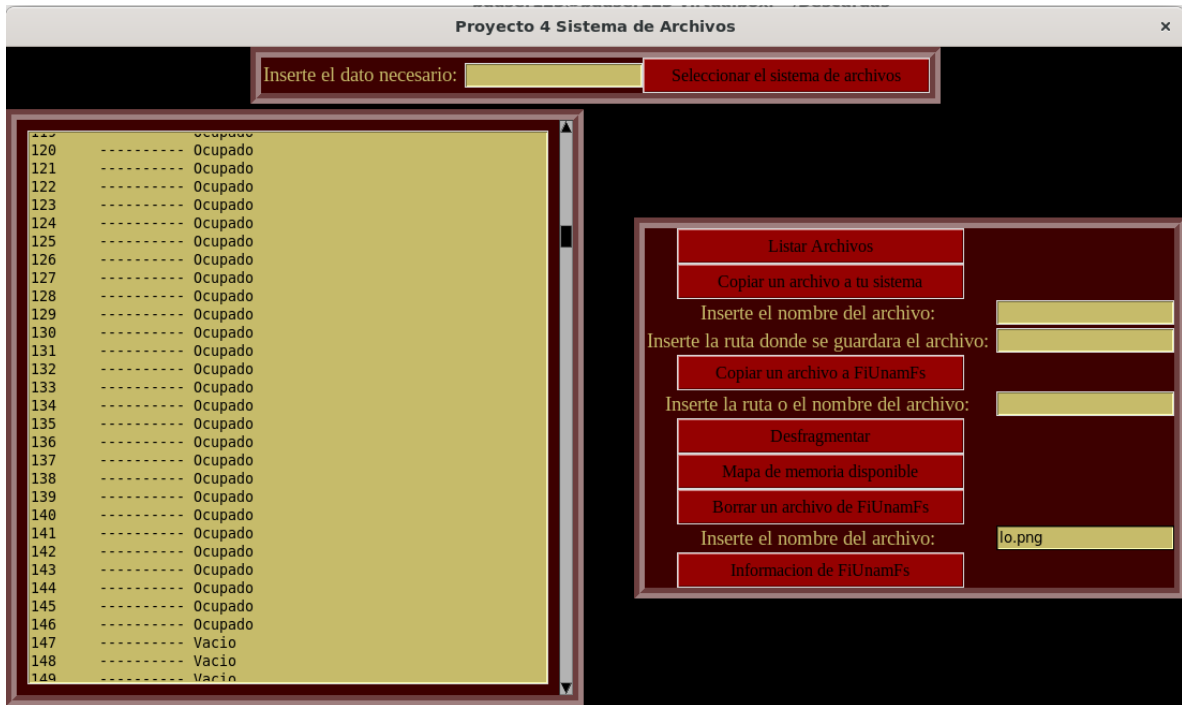 Proyecto 4 Sistema de Archivos ×
Inserte el dato necesario: Seleccionar el sistema de archivos
119 Ocupado
120 ---------- Ocupado
121 ---------- Ocupado
122 ---------- Ocupado
123 ---------- Ocupado
124 ---------- Ocupado
125 ---------- Ocupado
126 ---------- Ocupado
127 ---------- Ocupado
128 ---------- Ocupado
129 ---------- Ocupado
130 ---------- Ocupado
131 ---------- Ocupado
132 ---------- Ocupado
133 ---------- Ocupado
134 ---------- Ocupado
135 ---------- Ocupado
136 ---------- Ocupado
137 ---------- Ocupado
138 ---------- Ocupado
139 ---------- Ocupado
140 ---------- Ocupado
141 ---------- Ocupado
142 ---------- Ocupado
143 ---------- Ocupado
144 ---------- Ocupado
145 ---------- Ocupado
146 ---------- Ocupado
147 ---------- Vacio
148 ---------- Vacio
149 ---------- Vacio
Listar Archivos
Copiar un archivo a tu sistema
Inserte el nombre del archivo:
Inserte la ruta donde se guardara el archivo:
Copiar un archivo a FiUnamFs
Inserte la ruta o el nombre del archivo:
Desfragmentar
Mapa de memoria disponible
Borrar un archivo de FiUnamFs
Inserte el nombre del archivo: lo.png
Informacion de FiUnamFs